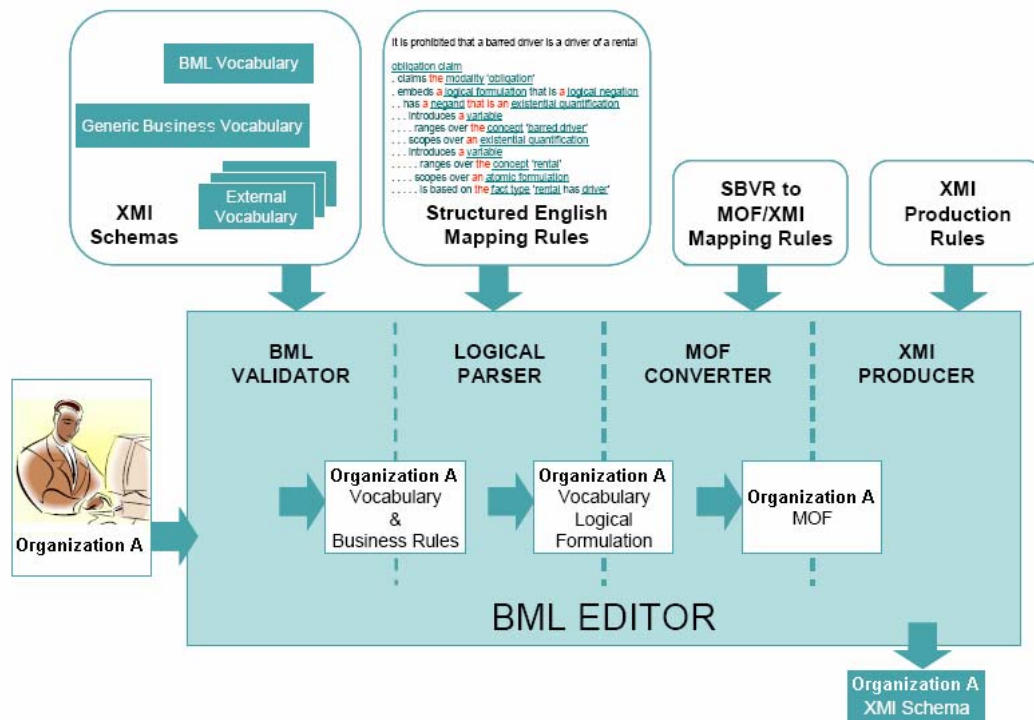 BML Vocabulary
Generic Business Vocabulary
External
Vocabulary
XMI
Schemas
It is prohibited that a barred driver is a driver of a rental
obligation claim
. claims the modality 'obligation'
. embeds a logical formulation that is a logical negation
. . has a negand that is an existential quantification
. . . introduces a variable
. . . . ranges over the concept 'barred driver'
. . . scopes over an existential quantification
. . . introduces a variable
. . . . . ranges over the concept 'rental'
. . . . scopes over an atomic formulation
. . . . . is based on the fact type 'rental has driver'
Structured English
Mapping Rules
SBVR to
MOF/XMI
Mapping Rules
XMI
Production
Rules
BML
VALIDATOR
LOGICAL
PARSER
MOF
CONVERTER
XMI
PRODUCER
Organization A
Organization A
Vocabulary
&
Business Rules
Organization A
Vocabulary
Logical
Formulation
Organization A
MOF
BML EDITOR
Organization A
XMI Schema